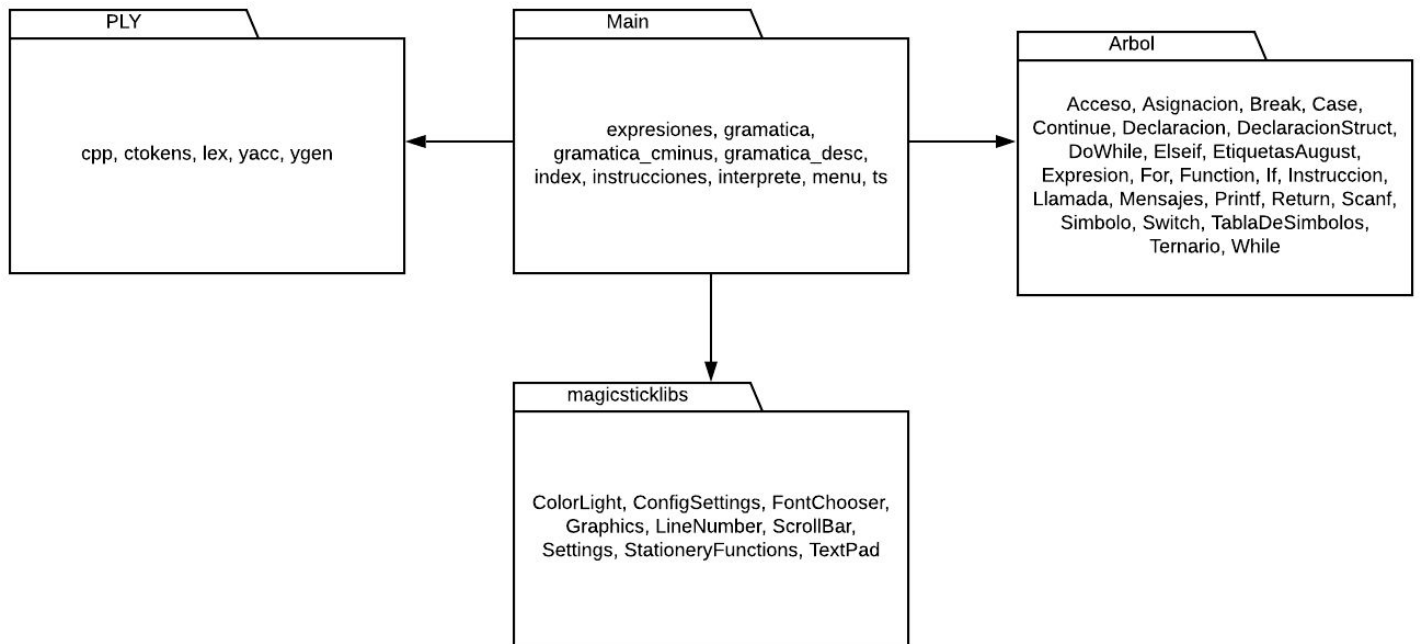 PLY
cpp, ctokens, lex, yacc, ygen
Main
expresiones, gramatica,
gramatica_cminus, gramatica_desc,
index, instrucciones, interprete, menu, ts
Arbol
Acceso, Asignacion, Break, Case,
Continue, Declaracion, DeclaracionStruct,
DoWhile, Elseif, EtiquetasAugust,
Expresion, For, Function, If, Instruccion,
Llamada, Mensajes, Printf, Return, Scanf,
Simbolo, Switch, TablaDeSimbolos,
Ternario, While
magicsticklibs
ColorLight, ConfigSettings, FontChooser,
Graphics, LineNumber, ScrollBar,
Settings, StationeryFunctions, TextPad